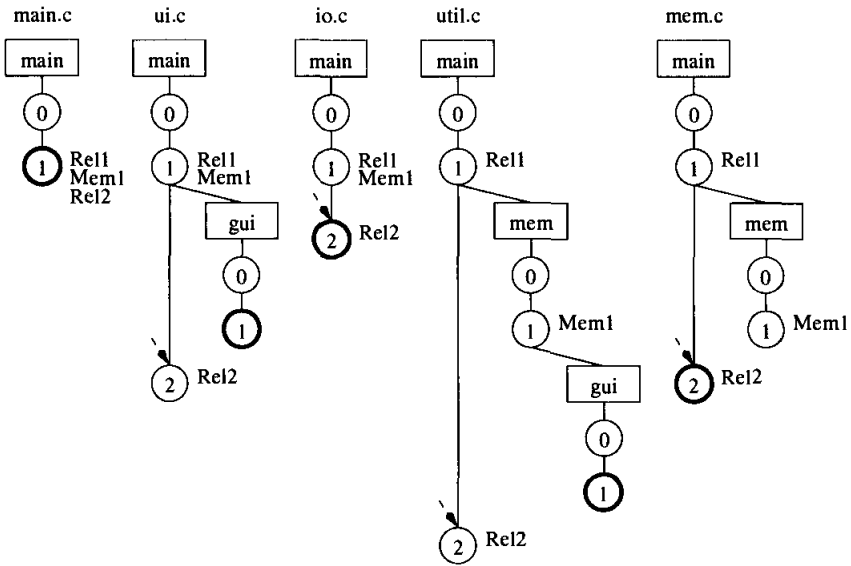 main.c ui.c io.c util.c mem.c
main main main main main
0 0 0 0 0
1 Rel1 1 Rel1 1 Rel1 1 Rel1 1 Rel1
Mem1 Mem1 Mem1
Rel2
gui mem mem
2 Rel2
0 0 0
1 1 Mem1 1 Mem1
2 Rel2 gui 2 Rel2
0
1
2 Rel2